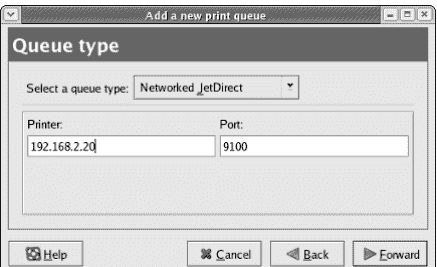 Add a new print queue
Queue type
Select a queue type: Networked JetDirect
Printer: Port:
192.168.2.20 9100
Help Cancel Back Forward